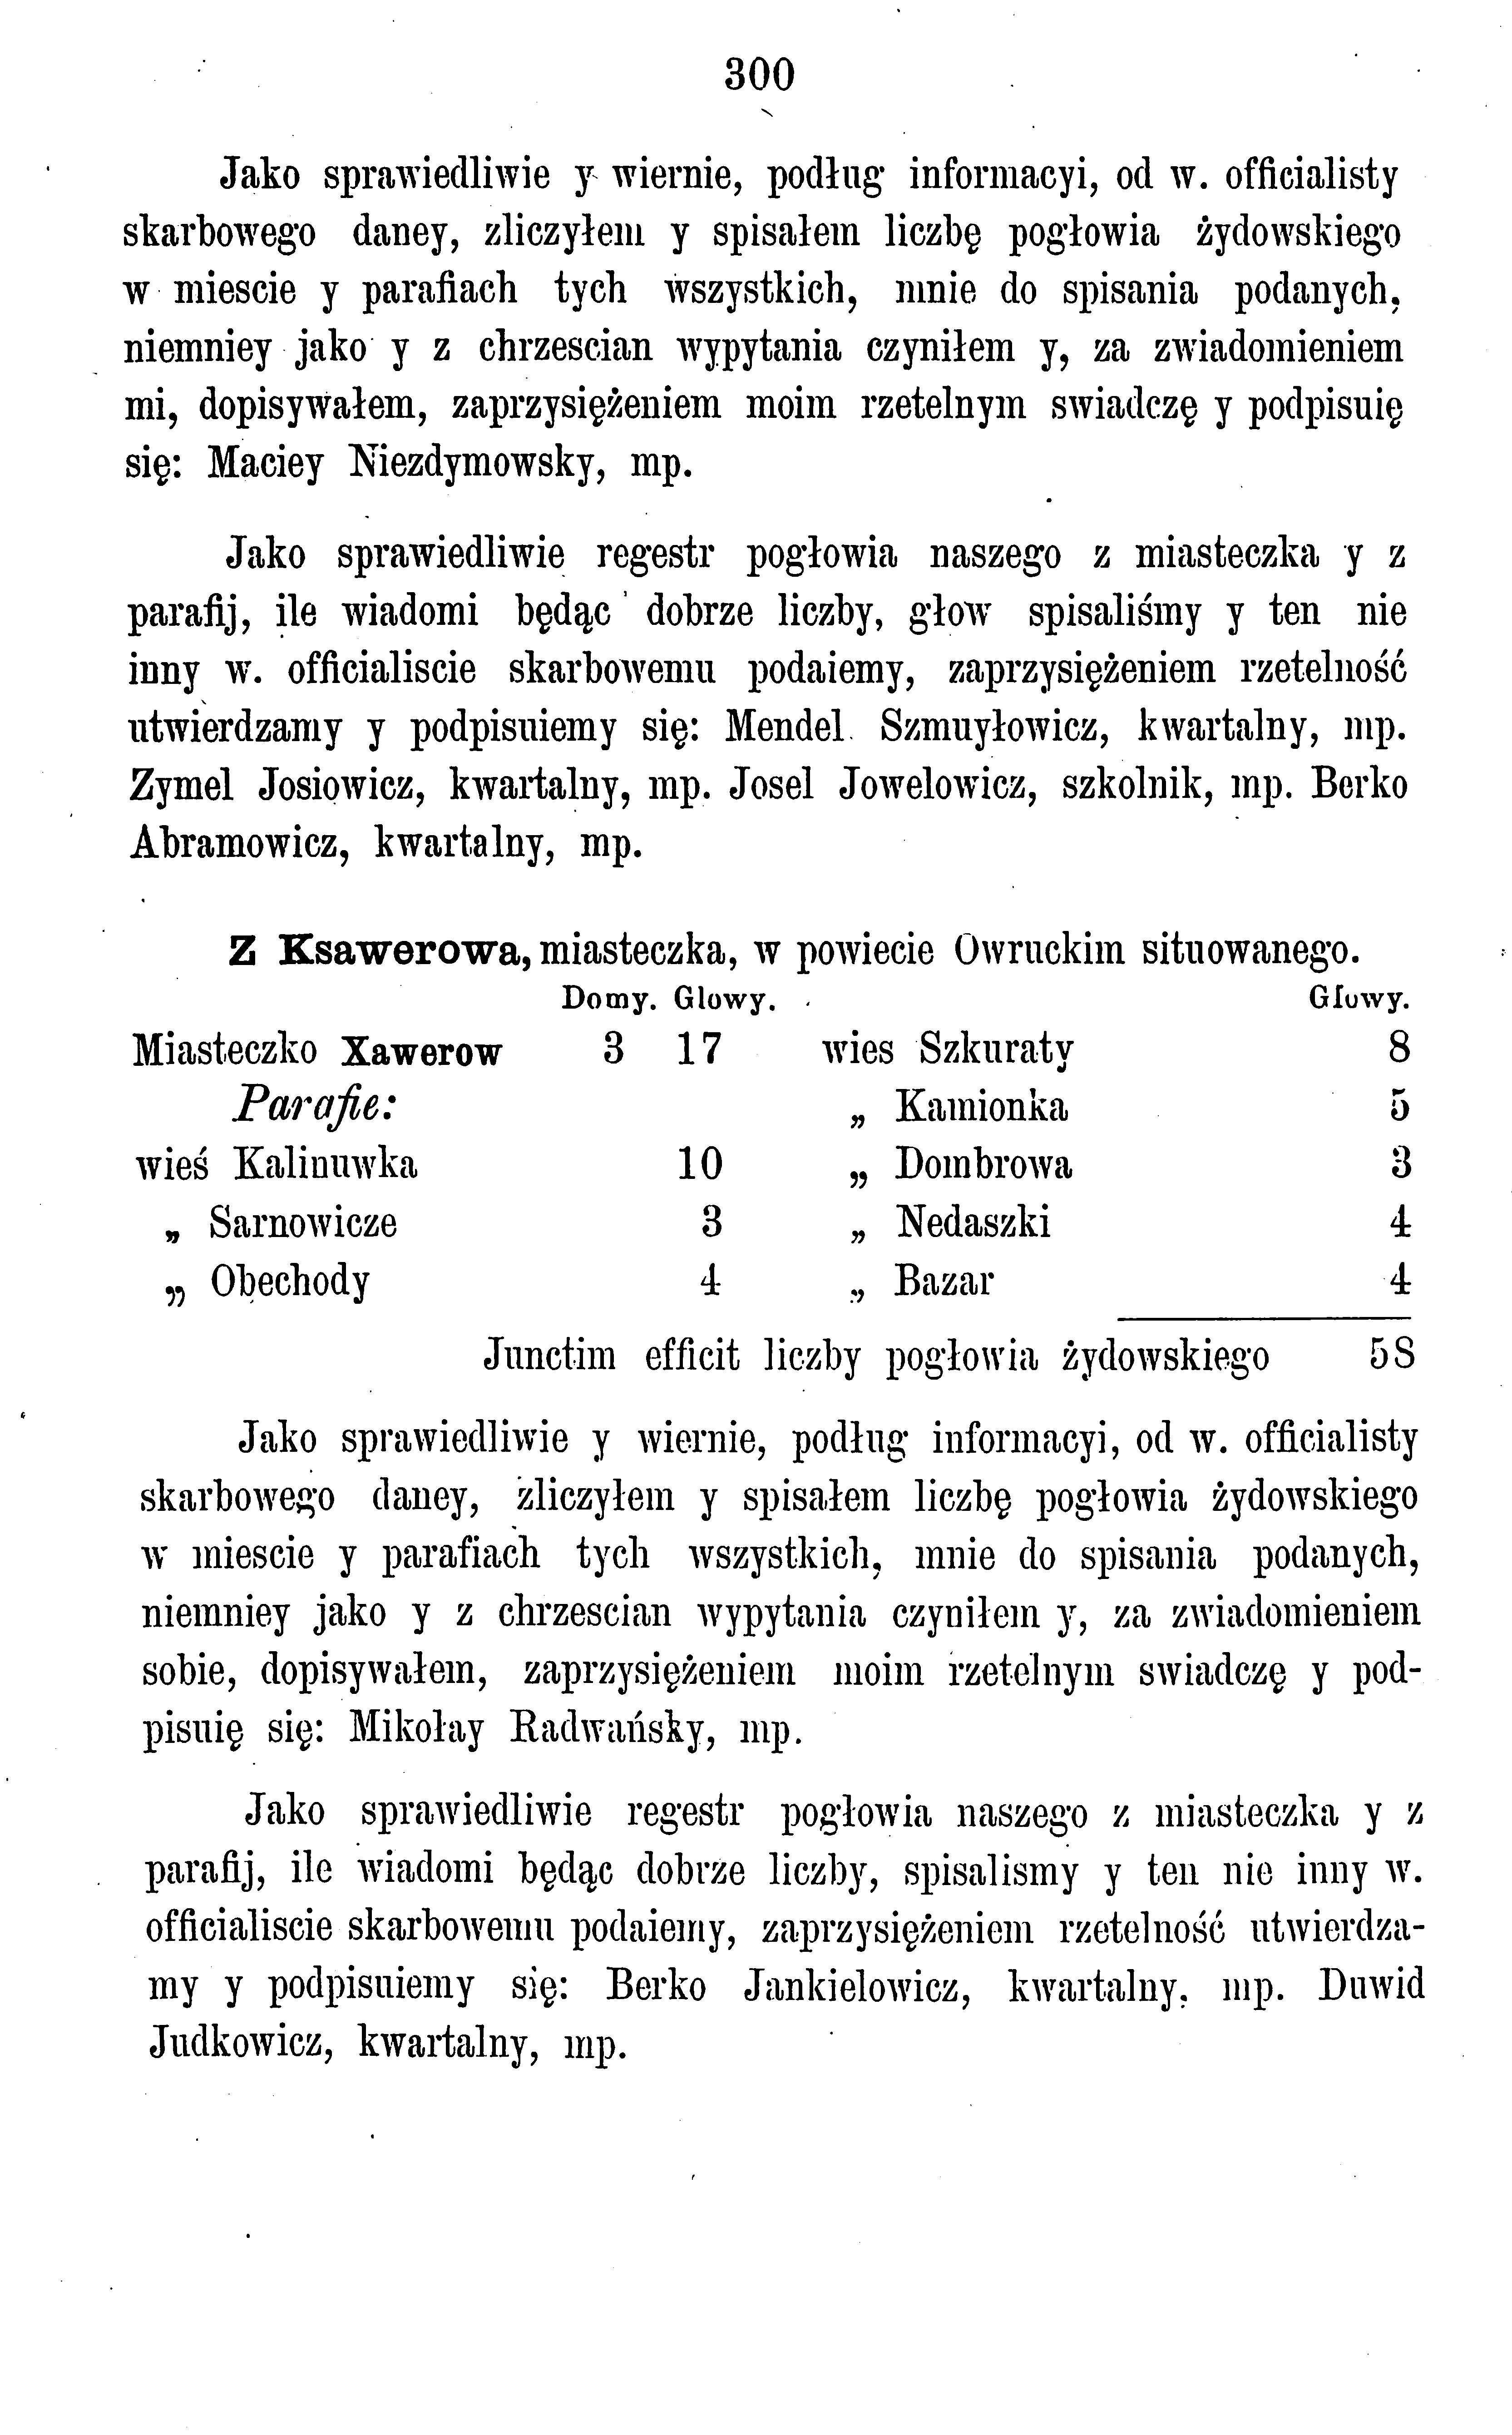 300
Jako sprawiedliwie y wiernie, podług informacyi, od w. officialisty
skarbowego daney, zliczyłem y spisałem liczbę pogłowia żydowskiego
w miescie y parafiach tych wszystkich, mnie do spisania podanych,
niemniey jako y z chrzescian wypytania czyniłem y, za zwiadomieniem
mi, dopisywałem, zaprzysiężeniem moim rzetelnym swiadczę y podpisuię
się: Maciey Niezdymowsky, mp.
Jako sprawiedliwie regestr pogłowia naszego z miasteczka y z
parafij, ile wiadomi będąc dobrze liczby, głow spisaliśmy y ten nie
inny w. officialiscie skarbowemu podaiemy, zaprzysiężeniem rzetelność
utwierdzamy y podpisuiemy się: Mendel Szmuyłowicz, kwartalny, mp.
Zymel Josiowicz, kwartalny, mp. Josel Jowelowicz, szkolnik, mp. Berko
Abramowicz, kwartalny, mp.
Z Ksawerowa, miasteczka, w powiecie Owruckim situowanego.
Domy. Glowy. Głowy.
Miasteczko Xawerow 3 17 wies Szkuraty 8
Parafie: „ Kamionka 5
wieś Kalinuwka 10 „ Dombrowa 3
„ Sarnowicze 3 „ Nedaszki 4
„ Obechody 4 „ Bazar 4
Junctim efficit liczby pogłowia żydowskiego 58
Jako sprawiedliwie y wiernie, podług informacyi, od w. officialisty
skarbowego daney, zliczyłem y spisałem liczbę pogłowia żydowskiego
w miescie y parafiach tych wszystkich, mnie do spisania podanych,
niemniey jako y z chrzescian wypytania czyniłem y, za zwiadomieniem
sobie, dopisywałem, zaprzysiężeniem moim rzetelnym swiadczę y pod-
pisuię się: Mikołay Radwańsky, mp.
Jako sprawiedliwie regestr pogłowia naszego z miasteczka y z
parafij, ile wiadomi będąc dobrze liczby, spisalismy y ten nie inny w.
officialiscie skarbowemu podaiemy, zaprzysiężeniem rzetelność utwierdza-
my y podpisuiemy się: Berko Jankielowicz, kwartalny, mp. Duwid
Judkowicz, kwartalny, mp.